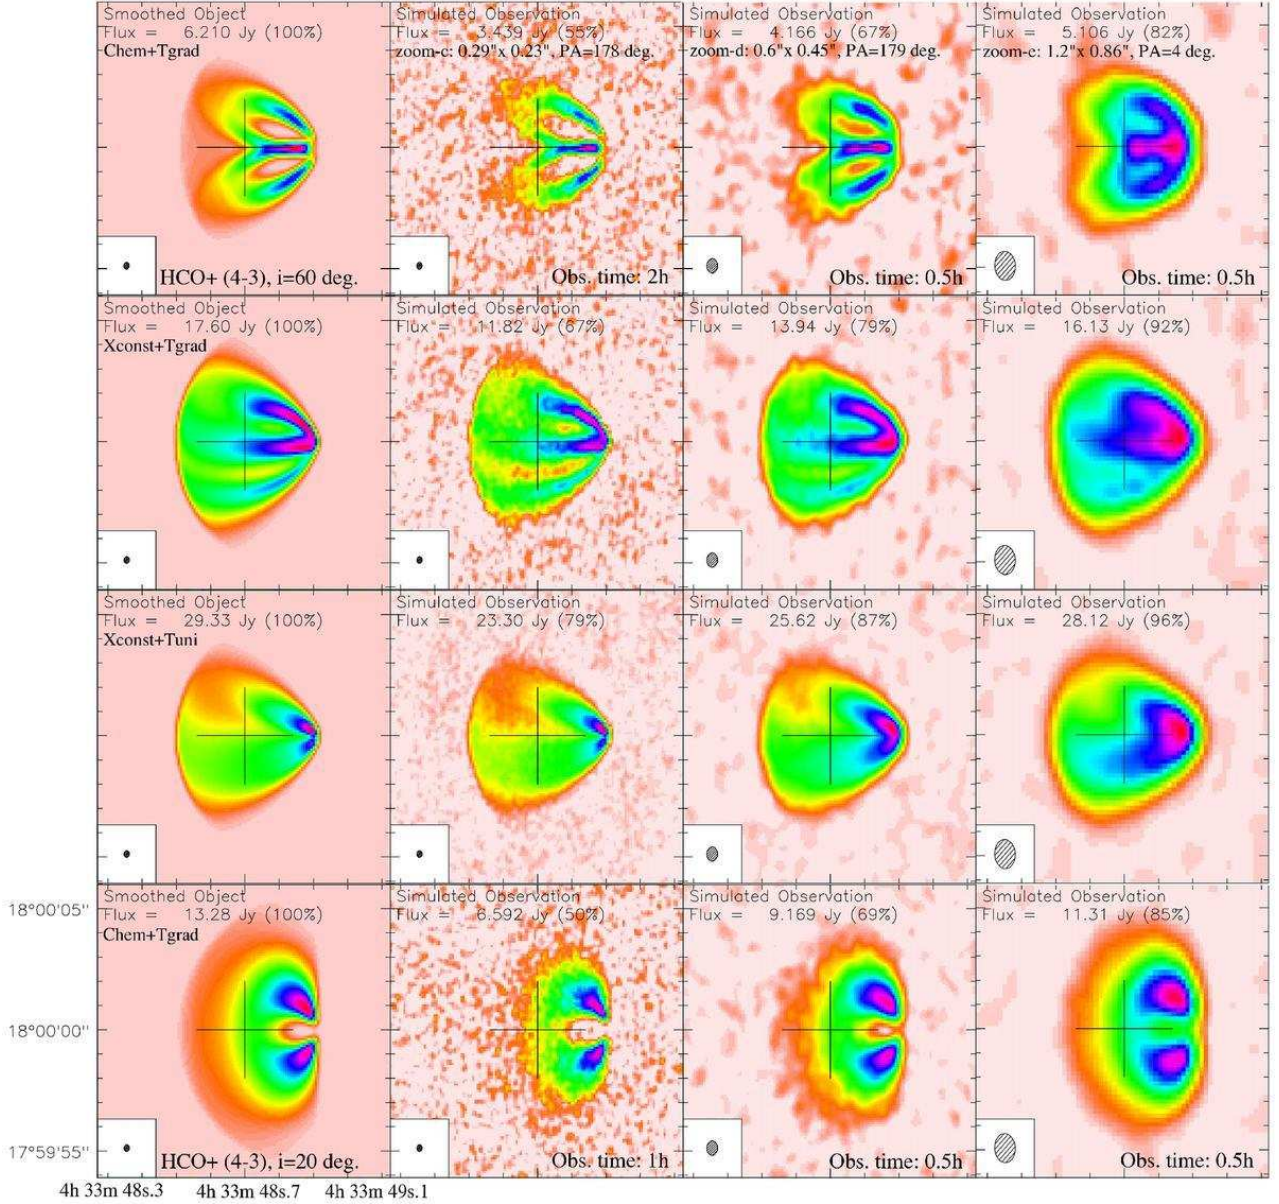 Smoothed Object
Flux = 6.210 Jy (100%)
Chem+Tgrad
HCO+ (4-3), i=60 deg.
Simulated Observation
Flux = 3.439 Jy (55%)
zoom-c: 0.29"x 0.23", PA=178 deg.
Obs. time: 2h
Simulated Observation
Flux = 4.166 Jy (67%)
zoom-d: 0.6"x 0.45", PA=179 deg.
Obs. time: 0.5h
Simulated Observation
Flux = 5.106 Jy (82%)
zoom-e: 1.2"x 0.86", PA=4 deg.
Obs. time: 0.5h
Smoothed Object
Flux = 17.60 Jy (100%)
Xconst+Tgrad
Simulated Observation
Flux = 11.82 Jy (67%)
Simulated Observation
Flux = 13.94 Jy (79%)
Simulated Observation
Flux = 16.13 Jy (92%)
Smoothed Object
Flux = 29.33 Jy (100%)
Xconst+Tuni
Simulated Observation
Flux = 23.30 Jy (79%)
Simulated Observation
Flux = 25.62 Jy (87%)
Simulated Observation
Flux = 28.12 Jy (96%)
Smoothed Object
Flux = 13.28 Jy (100%)
Chem+Tgrad
HCO+ (4-3), i=20 deg.
Simulated Observation
Flux = 6.592 Jy (50%)
Obs. time: 1h
Simulated Observation
Flux = 9.169 Jy (69%)
Obs. time: 0.5h
Simulated Observation
Flux = 11.31 Jy (85%)
Obs. time: 0.5h
18°00'05"
18°00'00"
17°59'55"
4h 33m 48s.3 4h 33m 48s.7 4h 33m 49s.1